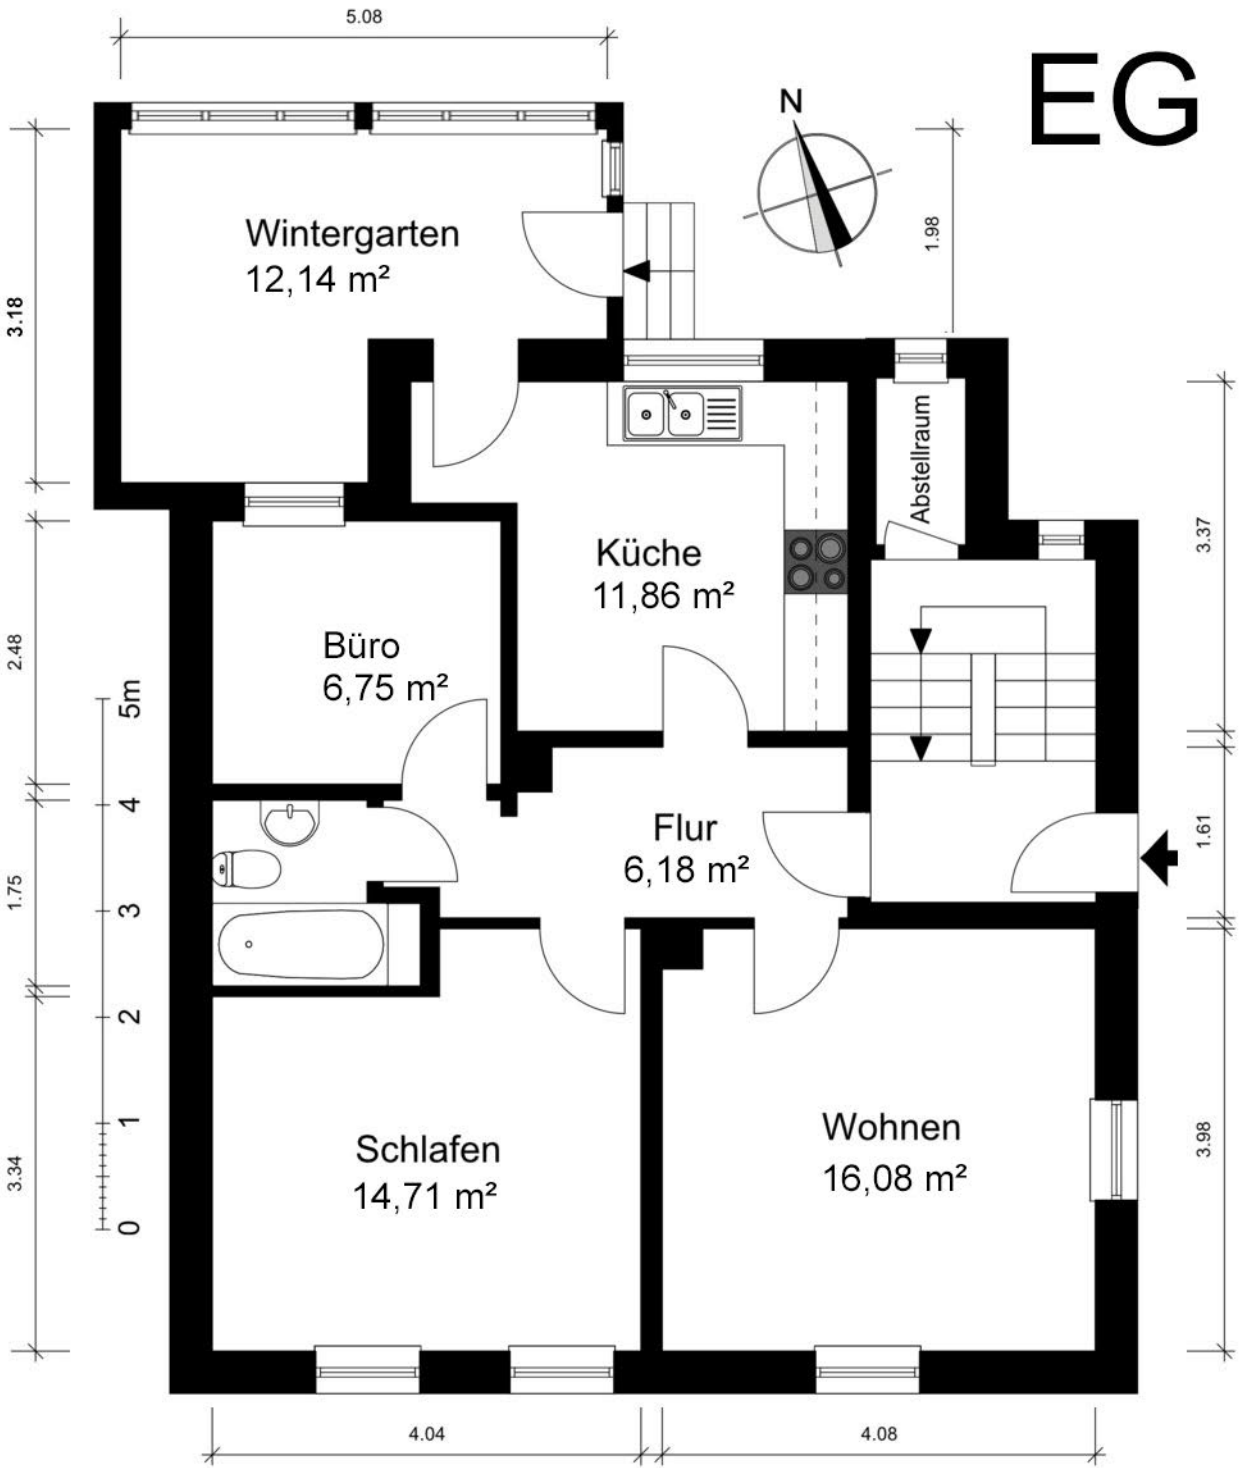 5.08
EG
N
1.98
Wintergarten
12,14 m²
3.18
Abstellraum
Küche
11,86 m²
3.37
Büro
6,75 m²
2.48
5m
4
3
2
1
0
Flur
6,18 m²
1.61
1.75
Schlafen
14,71 m²
Wohnen
16,08 m²
3.34
3.98
4.04
4.08